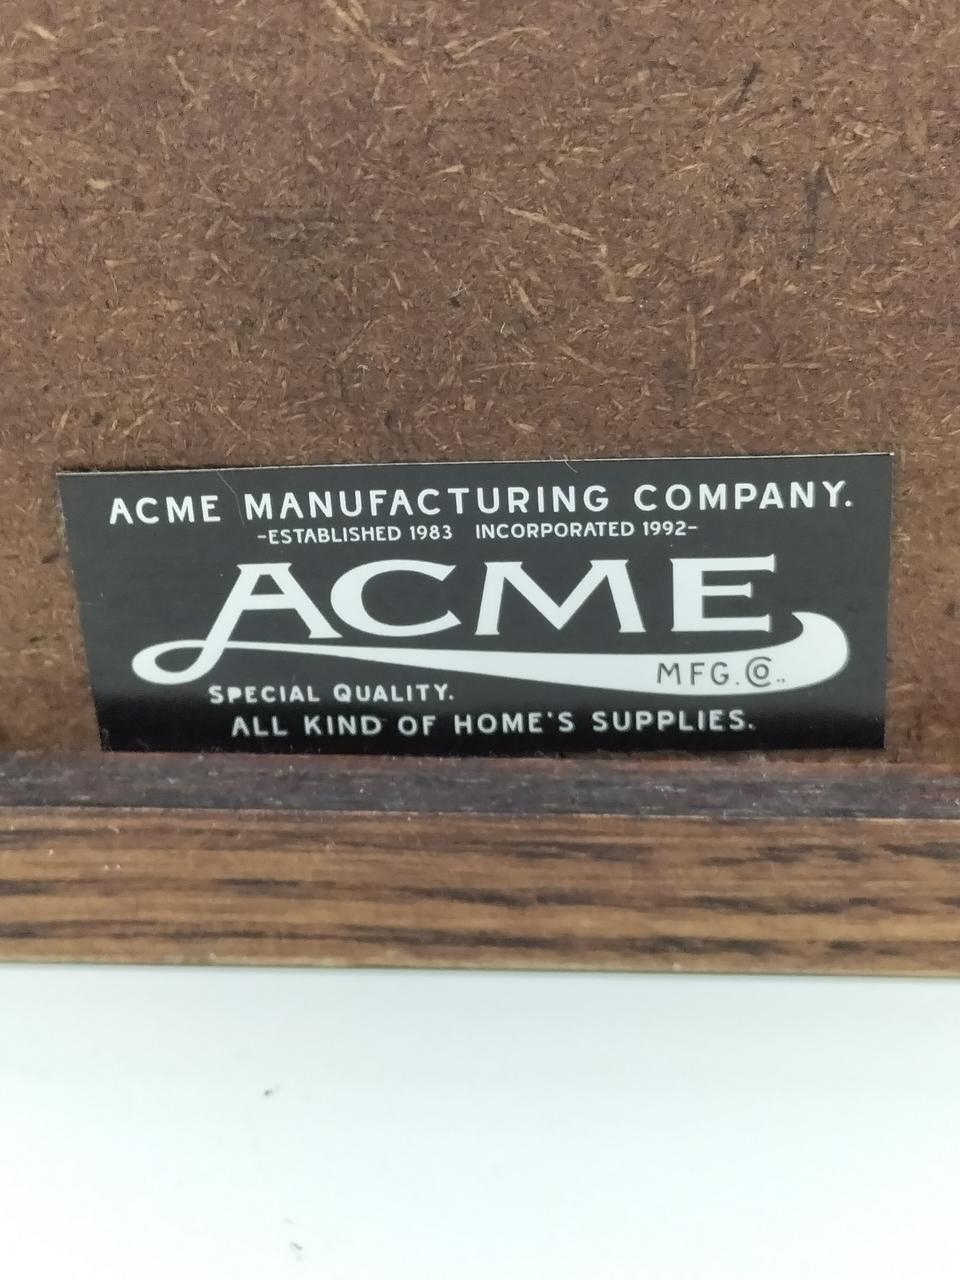 ACME MANUFACTURING COMPANY.
-ESTABLISHED 1983 INCORPORATED 1992-
ACME
MFG. Co..
SPECIAL QUALITY.
ALL KIND OF HOME'S SUPPLIES.